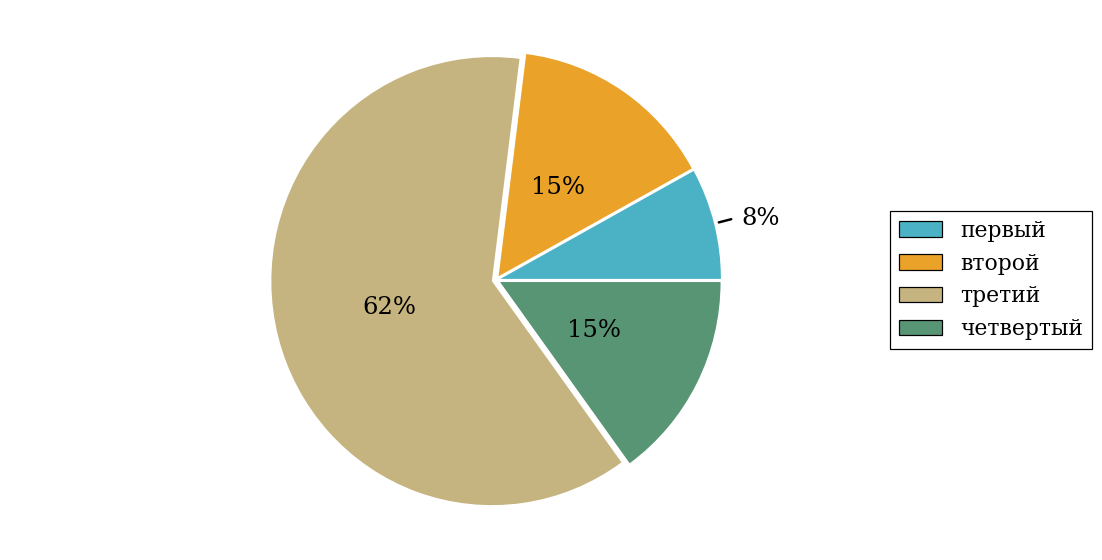 15%
8%
62%
15%
первый
второй
третий
четвертый